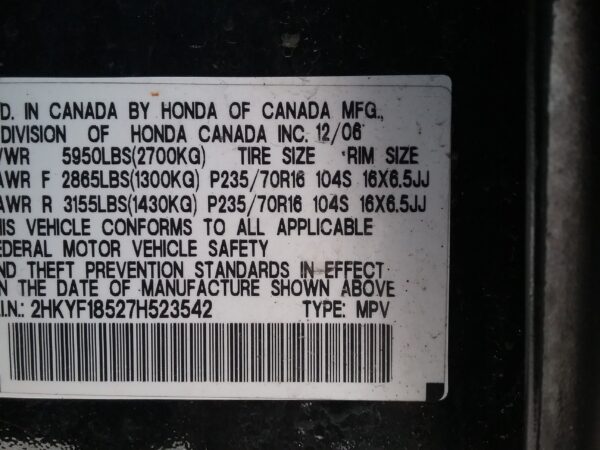 D. IN CANADA BY HONDA OF CANADA MFG.,
DIVISION OF HONDA CANADA INC. 12/06
VWR 5950LBS(2700KG) TIRE SIZE RIM SIZE
AWR F 2865LBS(1300KG) P235/70R16 104S 16X6.5JJ
AWR R 3155LBS(1430KG) P235/70R16 104S 16X6.5JJ
HIS VEHICLE CONFORMS TO ALL APPLICABLE
EDERAL MOTOR VEHICLE SAFETY
ND THEFT PREVENTION STANDARDS IN EFFECT
N THE DATE OF MANUFACTURE SHOWN ABOVE
.I.N.: 2HKYF18527H523542 TYPE: MPV